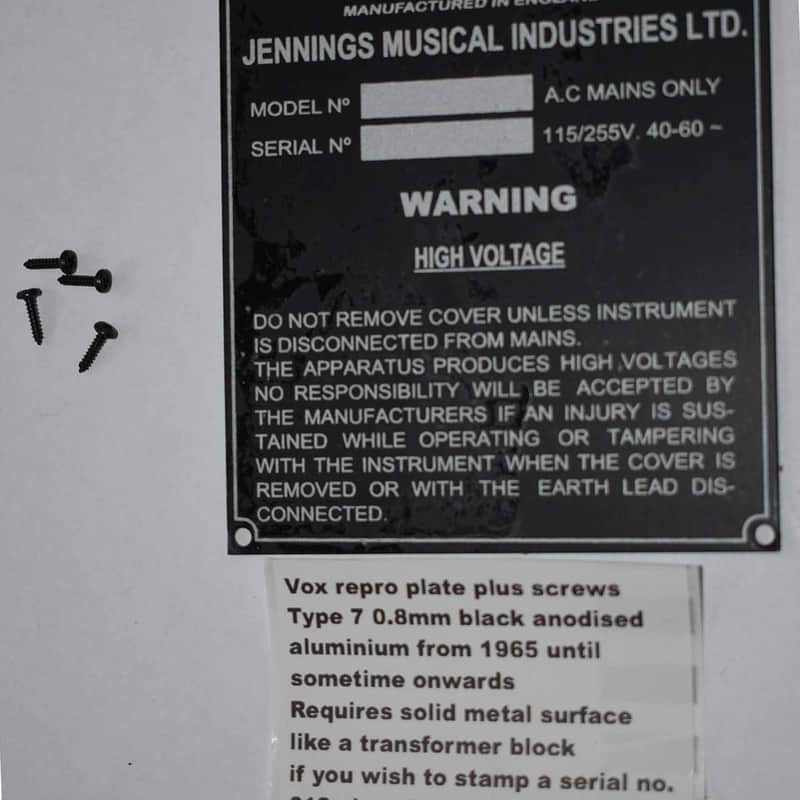 MANUFACTURED IN ENGLAND
JENNINGS MUSICAL INDUSTRIES LTD.
MODEL Nº
A.C MAINS ONLY
SERIAL Nº
115/255V. 40-60 ~
WARNING
HIGH VOLTAGE
DO NOT REMOVE COVER UNLESS INSTRUMENT
IS DISCONNECTED FROM MAINS.
THE APPARATUS PRODUCES HIGH VOLTAGES
NO RESPONSIBILITY WILL BE ACCEPTED BY
THE MANUFACTURERS IF AN INJURY IS SUS-
TAINED WHILE OPERATING OR TAMPERING
WITH THE INSTRUMENT WHEN THE COVER IS
REMOVED OR WITH THE EARTH LEAD DIS-
CONNECTED.
Vox repro plate plus screws
Type 7 0.8mm black anodised
aluminium from 1965 until
sometime onwards
Requires solid metal surface
like a transformer block
if you wish to stamp a serial no.